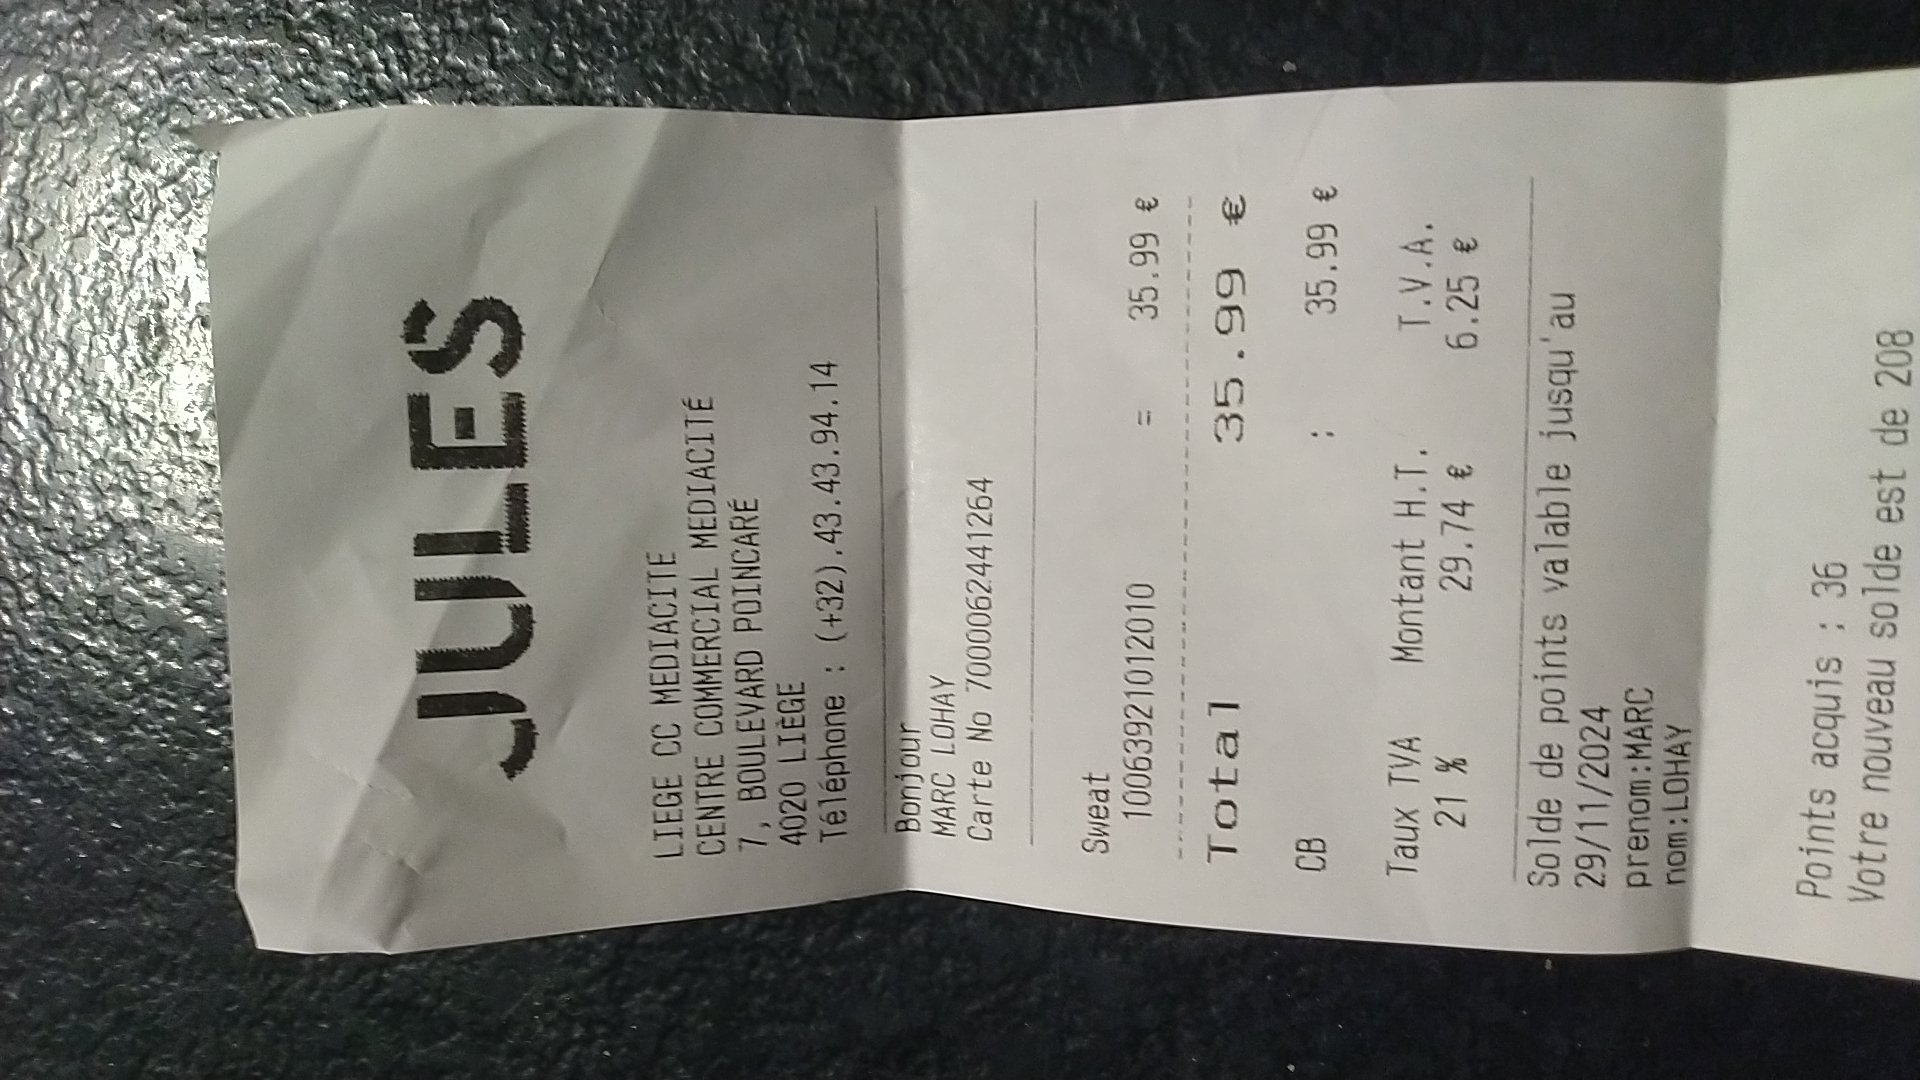 JULES
LIEGE CC MEDIACITE
CENTRE COMMERCIAL MEDIACITÉ
7, BOULEVARD POINCARÉ
4020 LIÈGE
Téléphone : (+32).43.43.94.14
Bonjour
MARC LOHAY
Carte No 7000062441264
Sweat
10063921012010 = 35.99 €
Total 35.99 €
CB : 35.99 €
Taux TVA Montant H.T. T.V.A.
21 % 29.74 € 6.25 €
Solde de points valable jusqu'au
29/11/2024
prenom:MARC
nom:LOHAY
Points acquis : 36
Votre nouveau solde est de 208